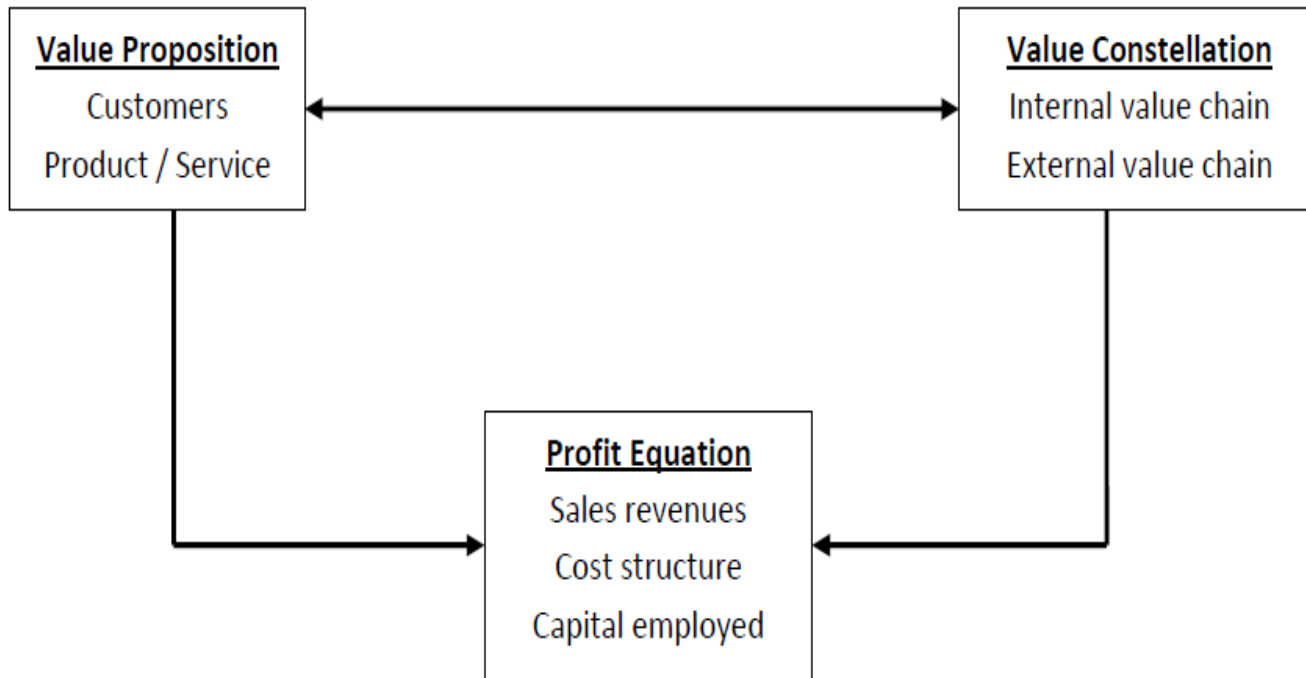 Value Proposition
Customers
Product / Service
Value Constellation
Internal value chain
External value chain
Profit Equation
Sales revenues
Cost structure
Capital employed